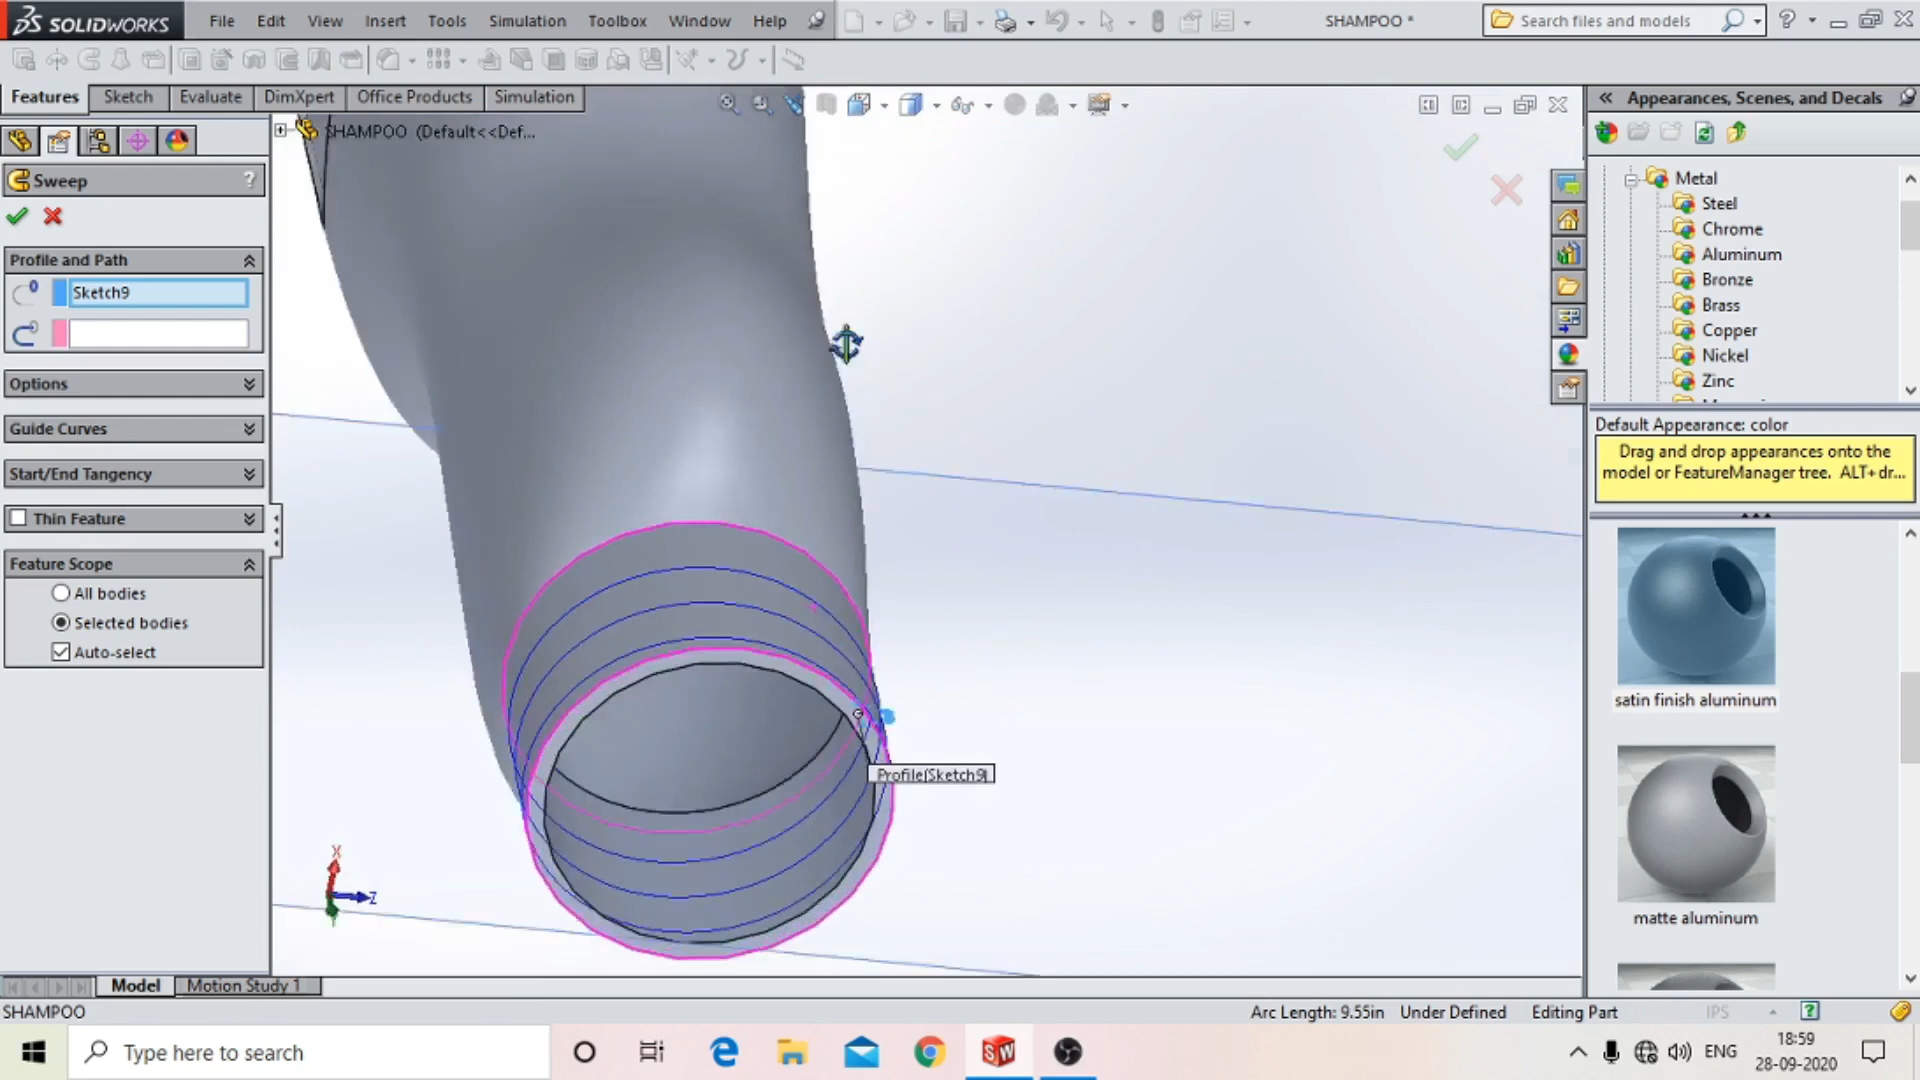 SOLIDWORKS
File Edit View Insert Tools Simulation Toolbox Window Help
SHAMPOO *
Search files and models
Features Sketch Evaluate DimXpert Office Products Simulation
Appearances, Scenes, and Decals
SHAMPOO (Default<<Def...
Sweep
?
Profile and Path
Sketch9
Options
Guide Curves
Start/End Tangency
Thin Feature
Feature Scope
All bodies
Selected bodies
Auto-select
Profile(Sketch9)
X
Z
Metal
Steel
Chrome
Aluminum
Bronze
Brass
Copper
Nickel
Zinc
Default Appearance: color
Drag and drop appearances onto the
model or FeatureManager tree. ALT+dr...
satin finish aluminum
matte aluminum
Model Motion Study 1
SHAMPOO
Arc Length: 9.55in Under Defined Editing Part IPS
Type here to search
ENG
18:59
28-09-2020